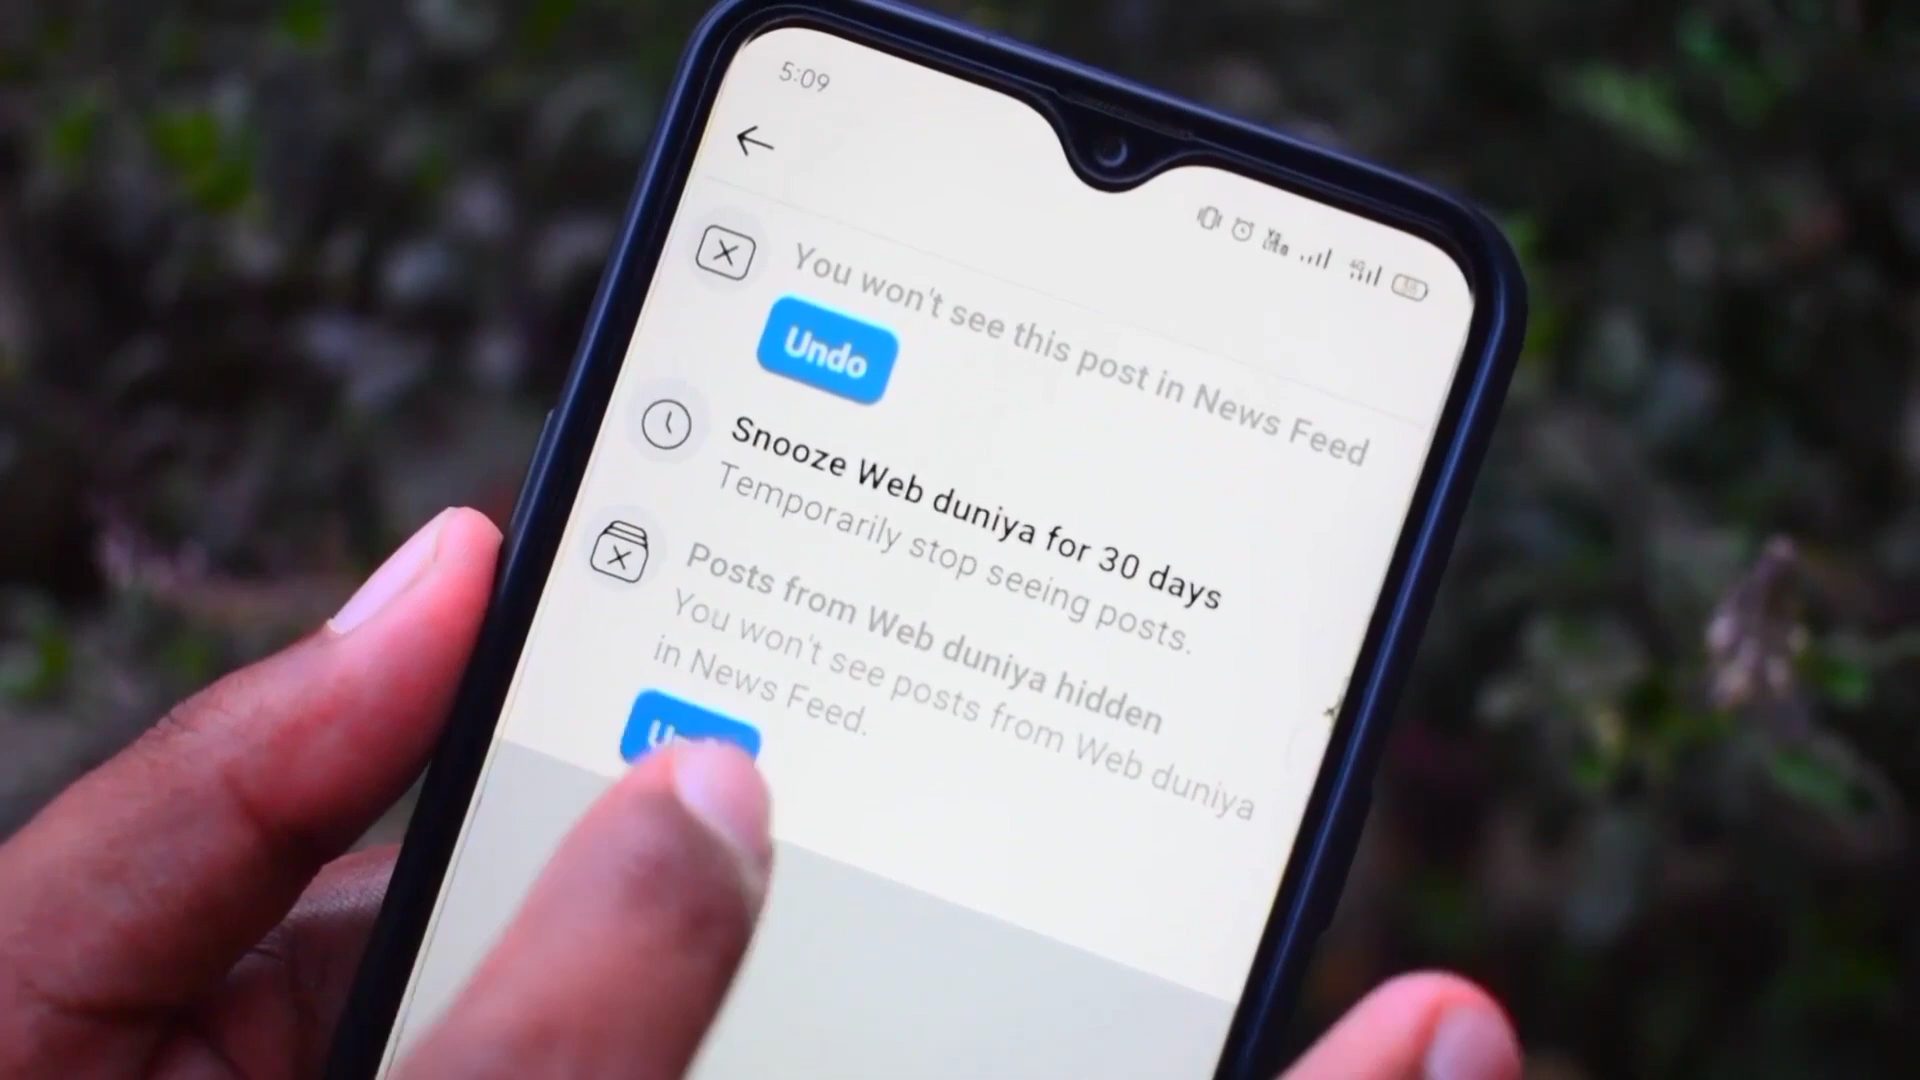 5:09
You won't see this post in News Feed
Undo
Snooze Web duniya for 30 days
Temporarily stop seeing posts.
Posts from Web duniya hidden
You won't see posts from Web duniya
in News Feed.